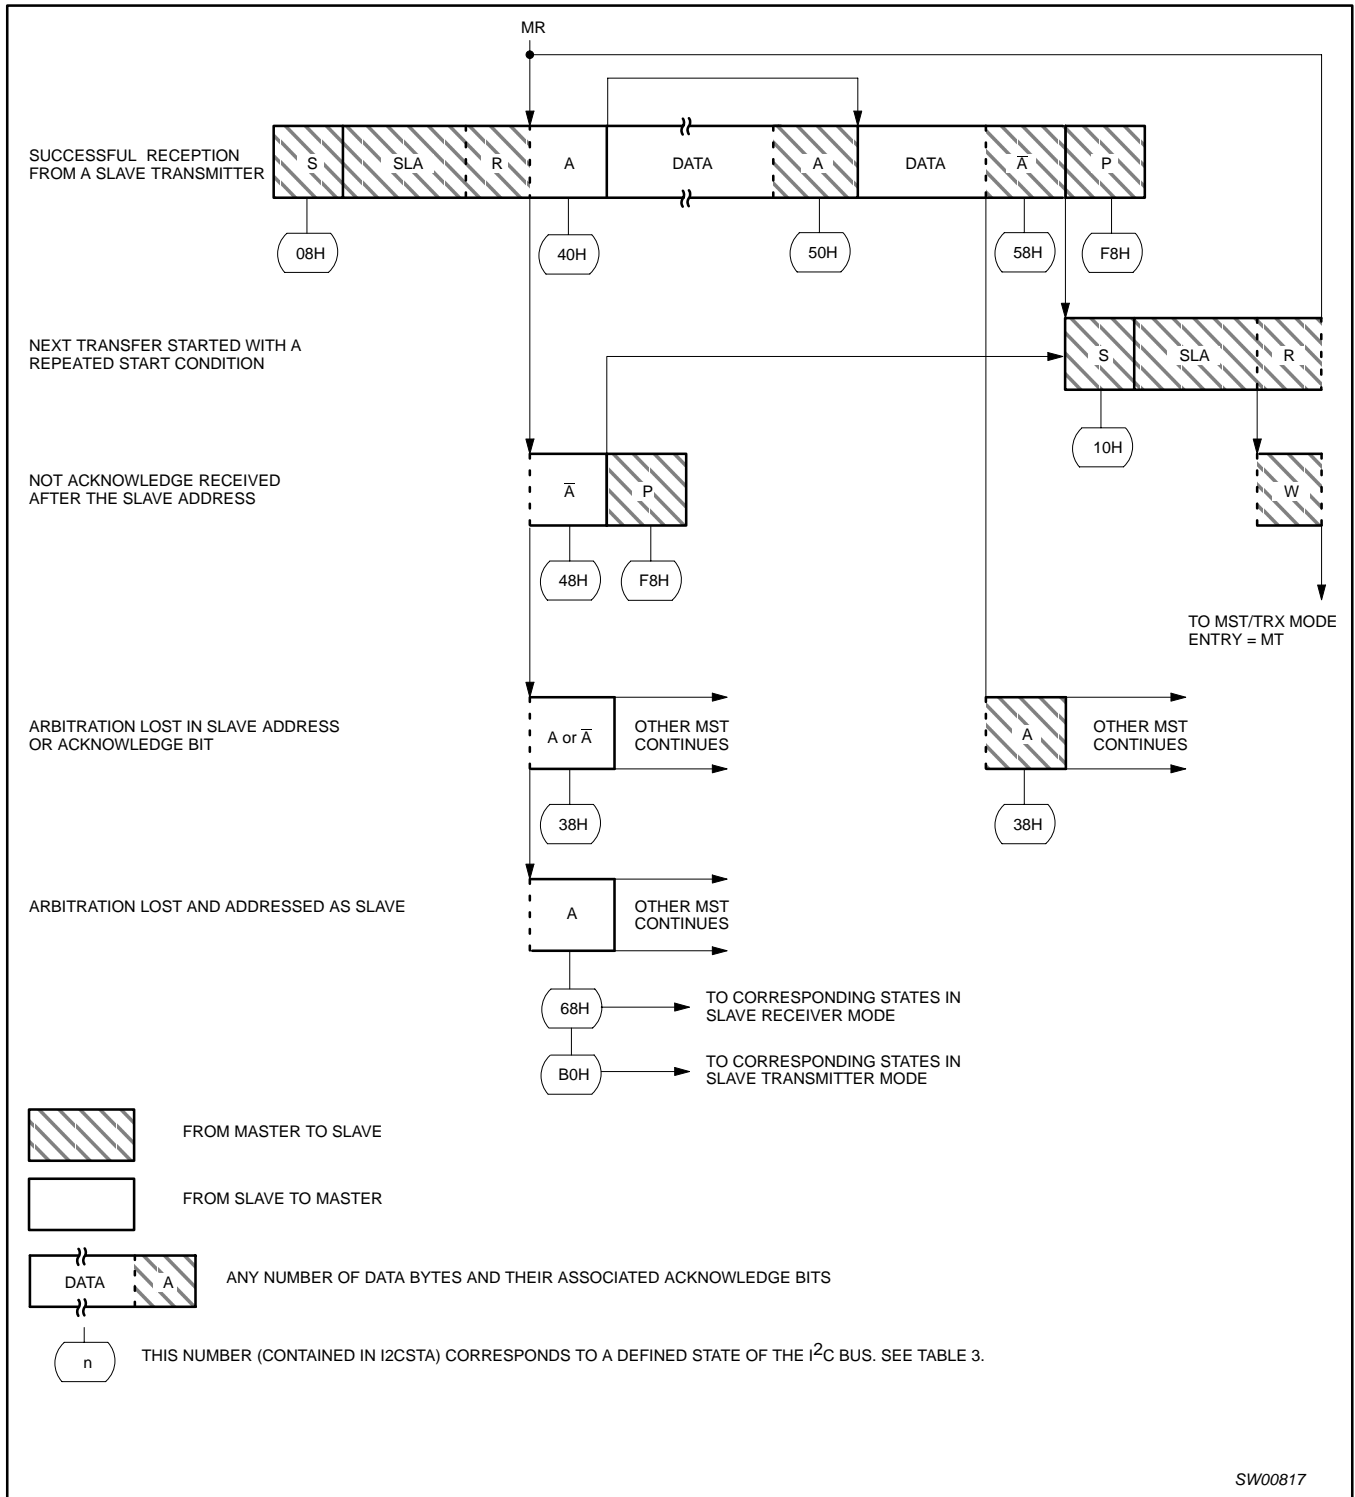 MR
SUCCESSFUL RECEPTION
FROM A SLAVE TRANSMITTER
S SLA R A DATA A DATA A̅ P
08H 40H 50H 58H F8H
NEXT TRANSFER STARTED WITH A
REPEATED START CONDITION
S SLA R
10H
NOT ACKNOWLEDGE RECEIVED
AFTER THE SLAVE ADDRESS
A̅ P
W
48H F8H
TO MST/TRX MODE
ENTRY = MT
ARBITRATION LOST IN SLAVE ADDRESS
OR ACKNOWLEDGE BIT
A or A̅
OTHER MST
CONTINUES
A
OTHER MST
CONTINUES
38H 38H
ARBITRATION LOST AND ADDRESSED AS SLAVE
A
OTHER MST
CONTINUES
68H
TO CORRESPONDING STATES IN
SLAVE RECEIVER MODE
B0H
TO CORRESPONDING STATES IN
SLAVE TRANSMITTER MODE
FROM MASTER TO SLAVE
FROM SLAVE TO MASTER
DATA A ANY NUMBER OF DATA BYTES AND THEIR ASSOCIATED ACKNOWLEDGE BITS
n THIS NUMBER (CONTAINED IN I2CSTA) CORRESPONDS TO A DEFINED STATE OF THE I²C BUS. SEE TABLE 3.
SW00817